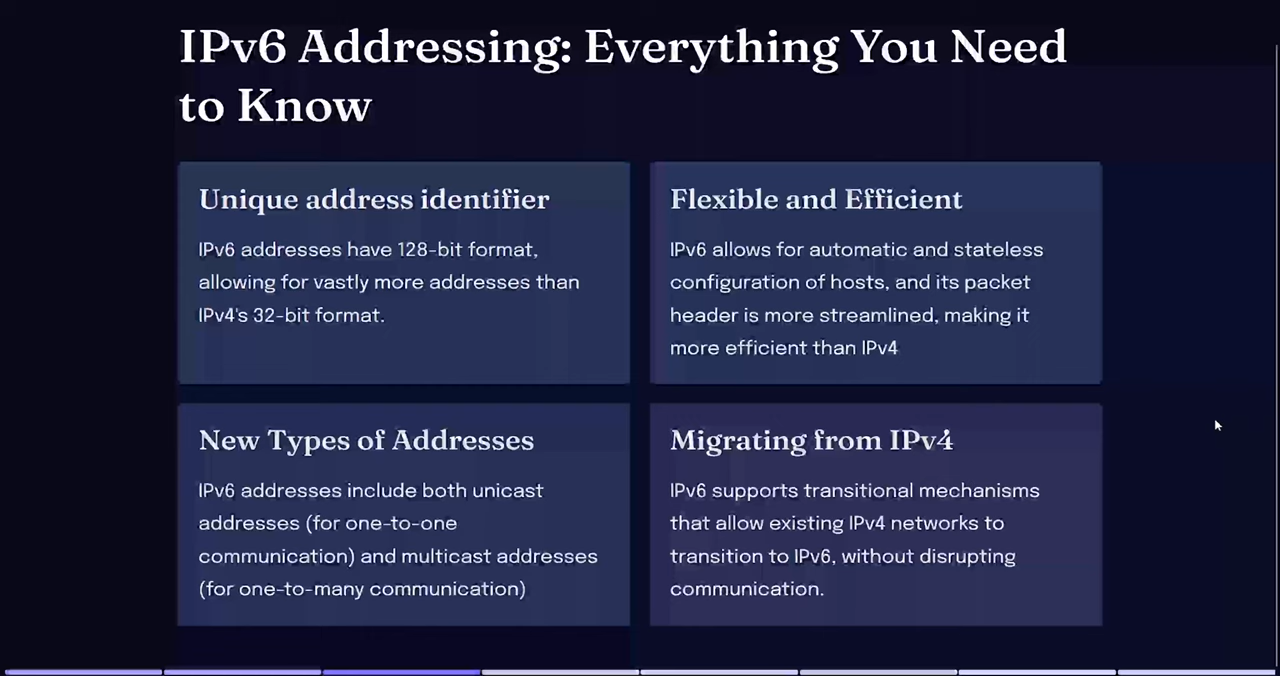 IPv6 Addressing: Everything You Need
to Know
Unique address identifier
IPv6 addresses have 128-bit format,
allowing for vastly more addresses than
IPv4's 32-bit format.
Flexible and Efficient
IPv6 allows for automatic and stateless
configuration of hosts, and its packet
header is more streamlined, making it
more efficient than IPv4
New Types of Addresses
IPv6 addresses include both unicast
addresses (for one-to-one
communication) and multicast addresses
(for one-to-many communication)
Migrating from IPv4
IPv6 supports transitional mechanisms
that allow existing IPv4 networks to
transition to IPv6, without disrupting
communication.